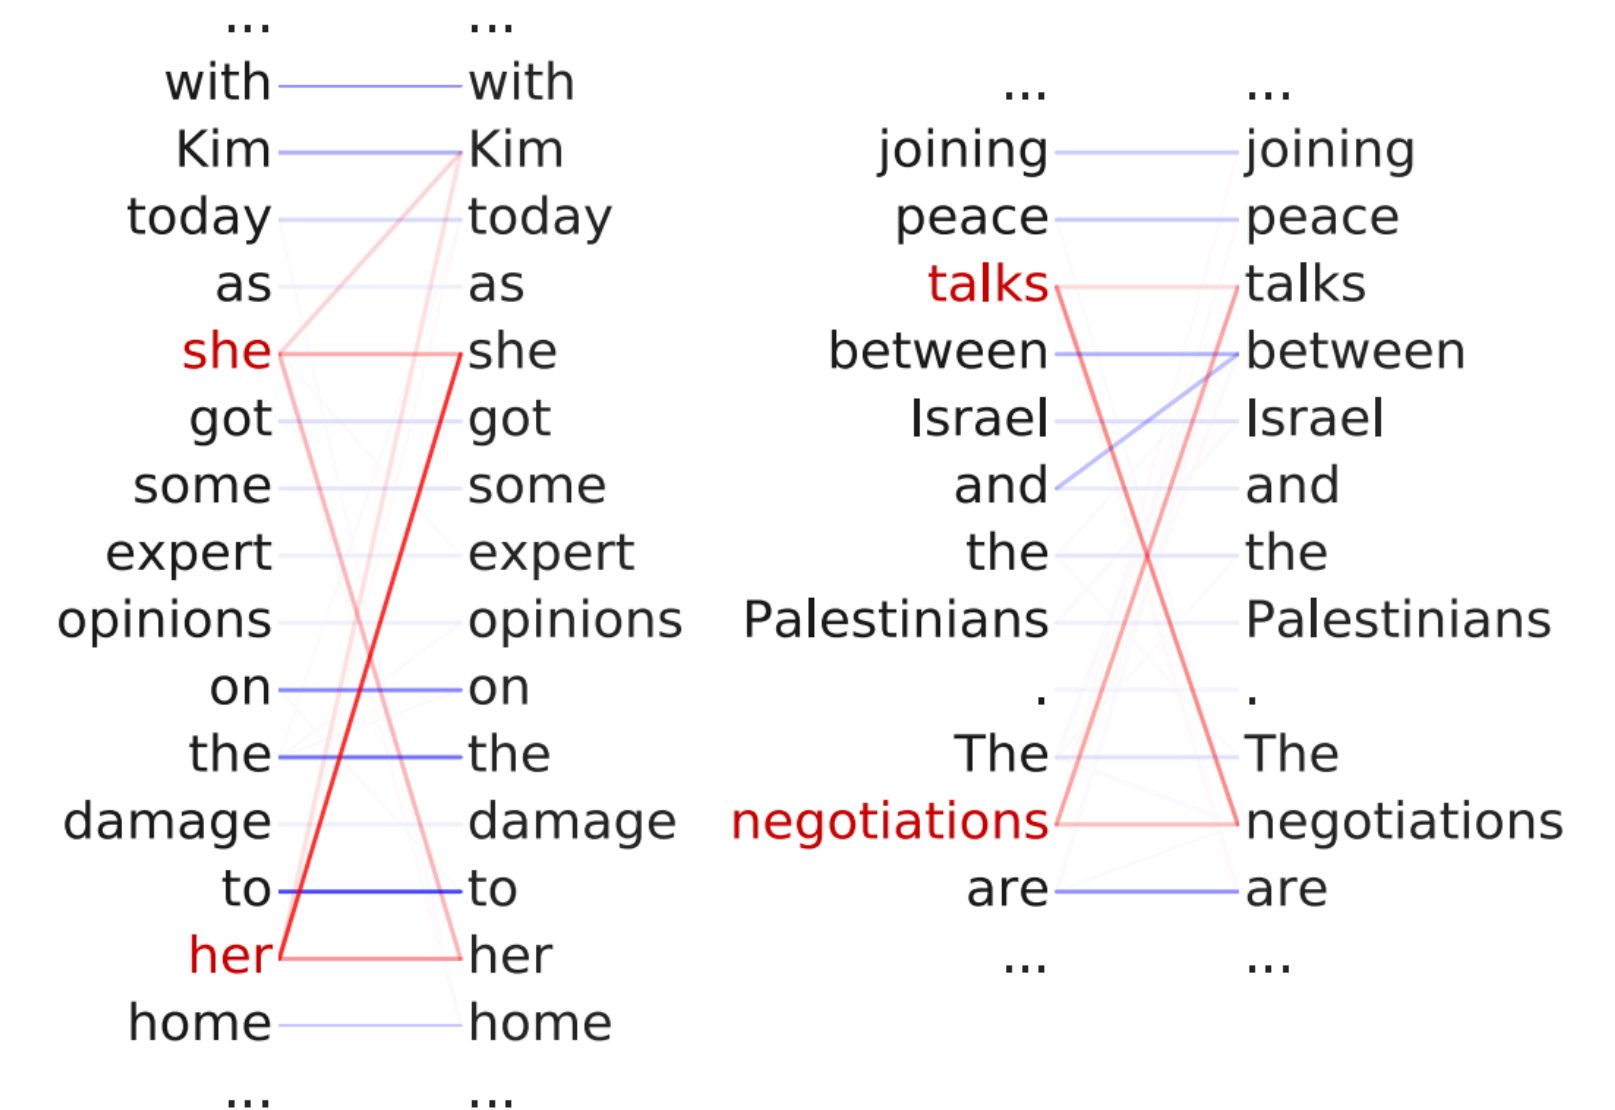 ... ...
with with
Kim Kim
today today
as as
she she
got got
some some
expert expert
opinions opinions
on on
the the
damage damage
to to
her her
home home
... ...
... ...
joining joining
peace peace
talks talks
between between
Israel Israel
and and
the the
Palestinians Palestinians
. .
The The
negotiations negotiations
are are
... ...